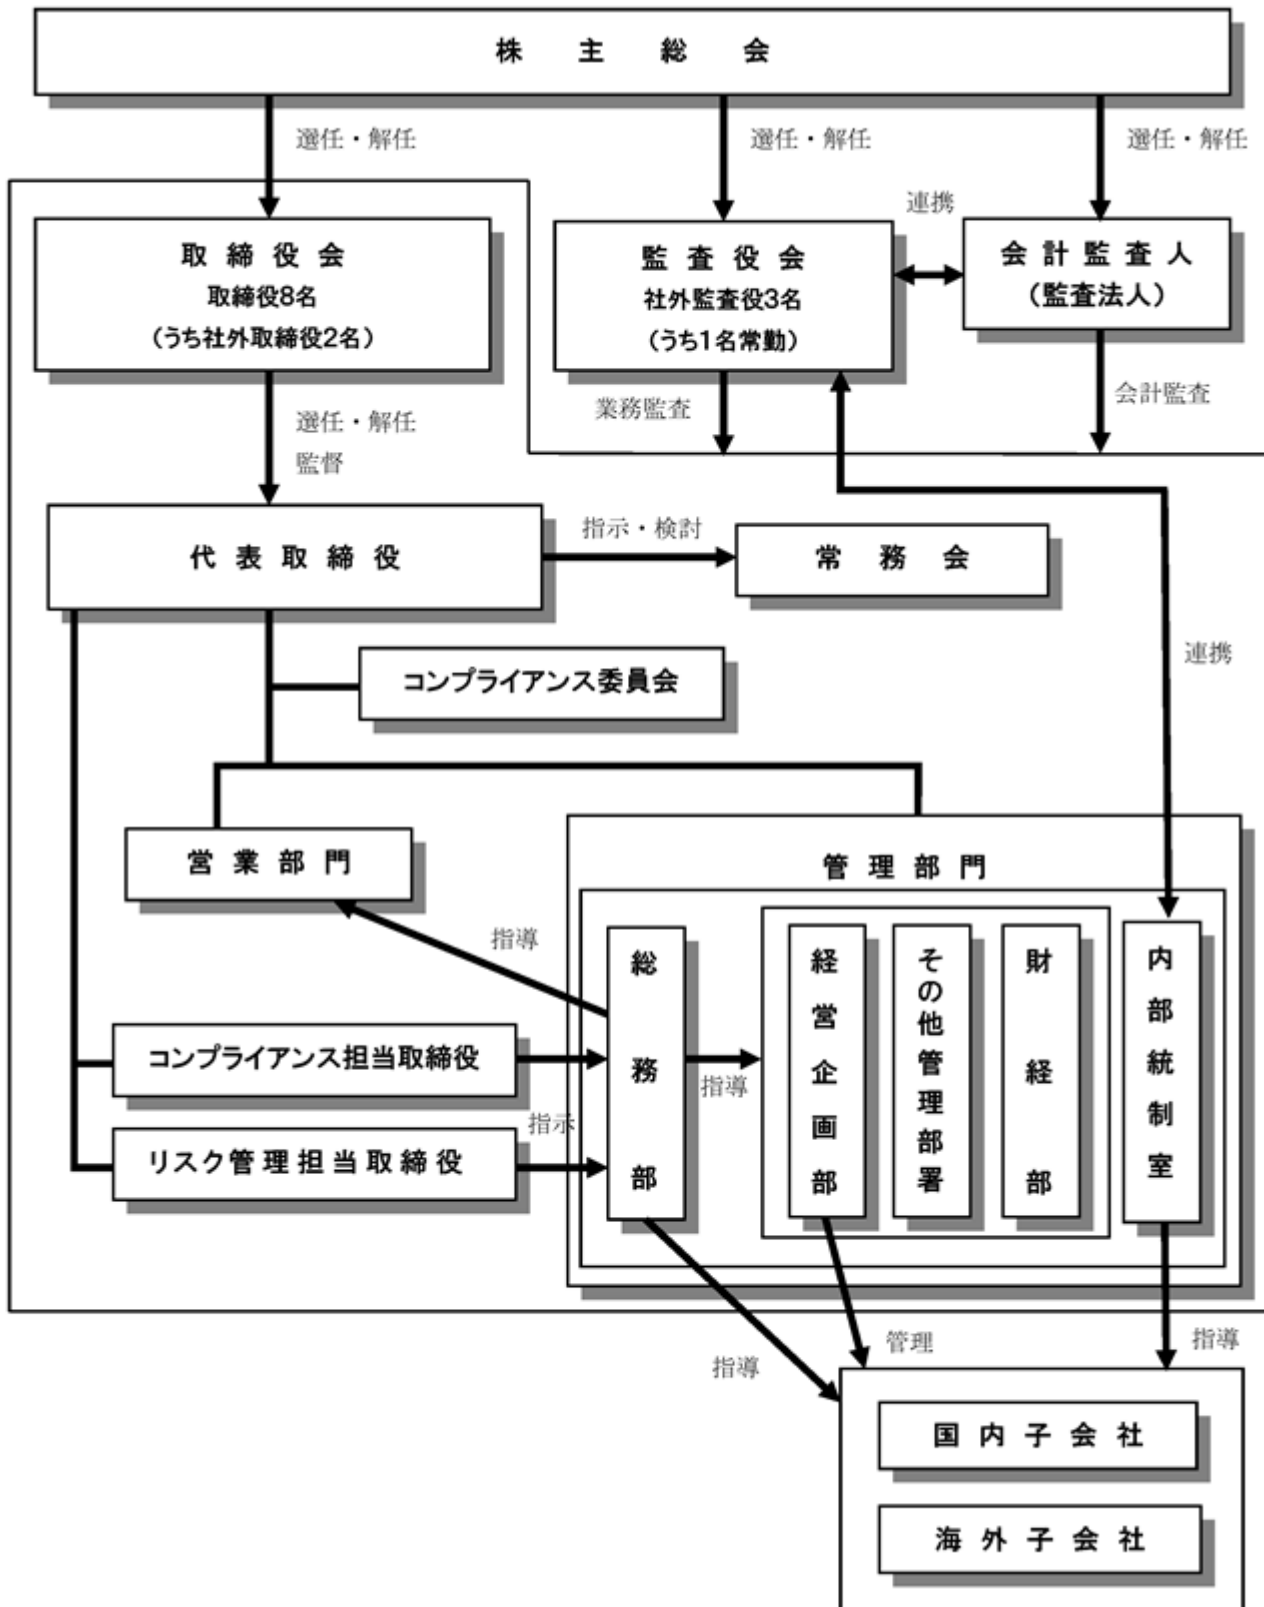 株主総会
選任・解任
選任・解任
選任・解任
取締役会
取締役8名
（うち社外取締役2名）
監査役会
社外監査役3名
（うち1名常勤）
連携
会計監査人
（監査法人）
選任・解任
監督
業務監査
会計監査
代表取締役
指示・検討
常務会
連携
コンプライアンス委員会
営業部門
管理部門
指導
総務部
経営企画部
その他管理部署
財経部
内部統制室
コンプライアンス担当取締役
指導
指示
リスク管理担当取締役
指導
管理
指導
国内子会社
海外子会社